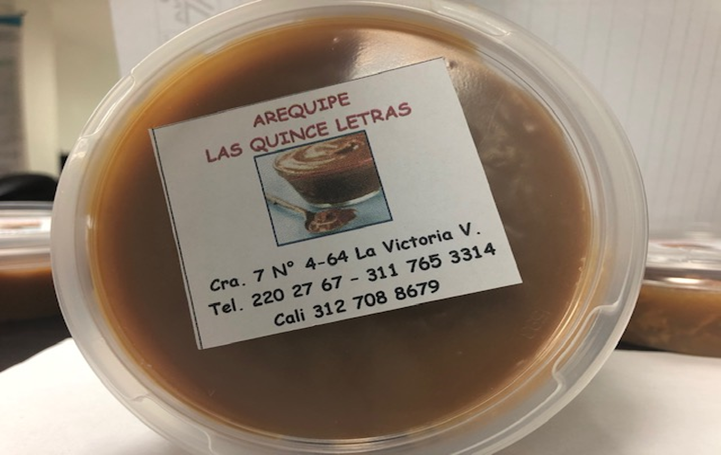 AREQUIPE
LAS QUINCE LETRAS
Cra. 7 N° 4-64 La Victoria V.
Tel. 220 27 67 - 311 765 3314
Cali 312 708 8679